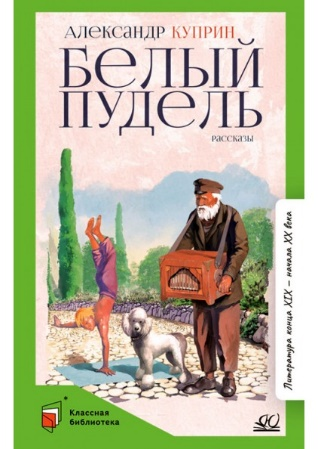 АЛЕКСАНДР КУПРИН
БЕЛЫЙ
ПУДЕЛЬ
РАССКАЗЫ
Литература конца XIX – начала XX века
Классная
библиотека